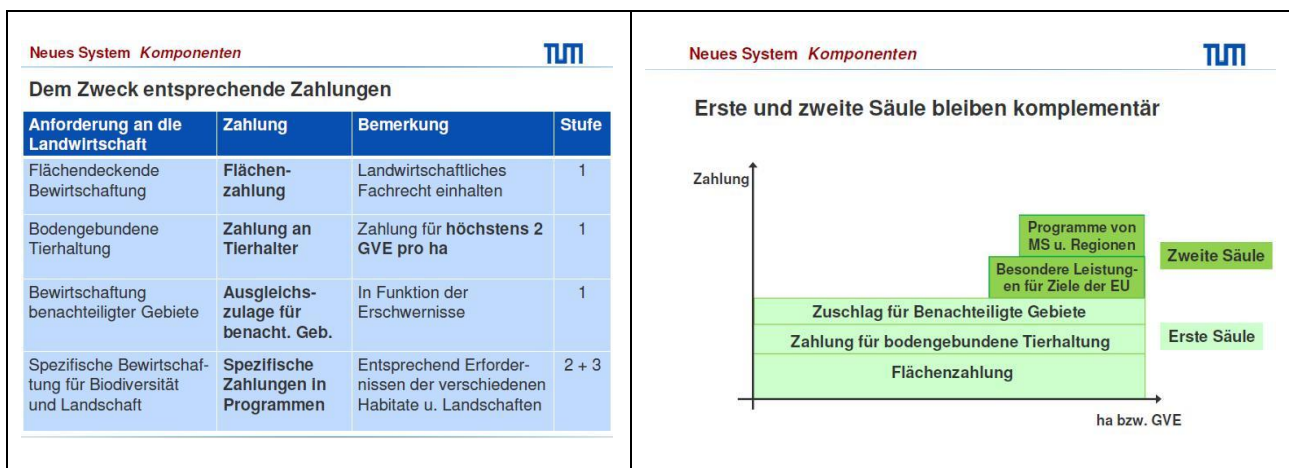 Neues System Komponenten
TUM
Dem Zweck entsprechende Zahlungen
Anforderung an die
Landwirtschaft
Zahlung
Bemerkung
Stufe
Flächendeckende
Bewirtschaftung
Flächen-
zahlung
Landwirtschaftliches
Fachrecht einhalten
1
Bodengebundene
Tierhaltung
Zahlung an
Tierhalter
Zahlung für höchstens 2
GVE pro ha
1
Bewirtschaftung
benachteiligter Gebiete
Ausgleichs-
zulage für
benacht. Geb.
In Funktion der
Erschwernisse
1
Spezifische Bewirtschaf-
tung für Biodiversität
und Landschaft
Spezifische
Zahlungen in
Programmen
Entsprechend Erforder-
nissen der verschiedenen
Habitate u. Landschaften
2 + 3
Neues System Komponenten
TUM
Erste und zweite Säule bleiben komplementär
Zahlung
Programme von
MS u. Regionen
Zweite Säule
Besondere Leistung-
en für Ziele der EU
Zuschlag für Benachteiligte Gebiete
Zahlung für bodengebundene Tierhaltung
Erste Säule
Flächenzahlung
ha bzw. GVE